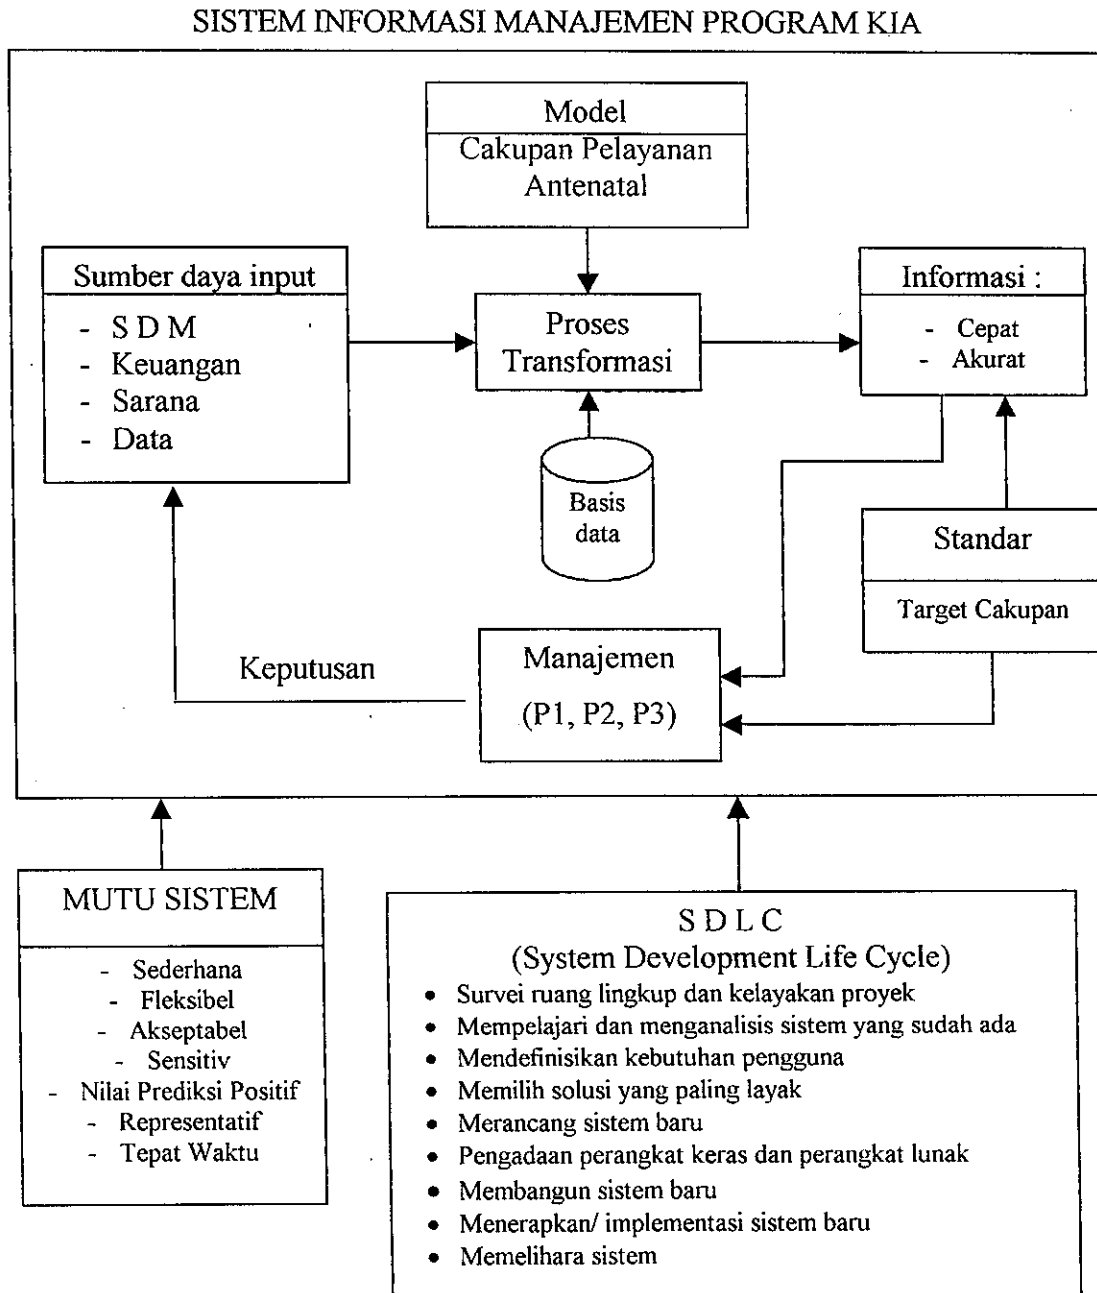 SISTEM INFORMASI MANAJEMEN PROGRAM KIA
Model
Cakupan Pelayanan
Antenatal
Sumber daya input
- S D M
- Keuangan
- Sarana
- Data
Proses
Transformasi
Informasi :
- Cepat
- Akurat
Basis
data
Standar
Target Cakupan
Keputusan
Manajemen
(P1, P2, P3)
MUTU SISTEM
- Sederhana
- Fleksibel
- Akseptabel
- Sensitiv
- Nilai Prediksi Positif
- Representatif
- Tepat Waktu
S D L C
(System Development Life Cycle)
• Survei ruang lingkup dan kelayakan proyek
• Mempelajari dan menganalisis sistem yang sudah ada
• Mendefinisikan kebutuhan pengguna
• Memilih solusi yang paling layak
• Merancang sistem baru
• Pengadaan perangkat keras dan perangkat lunak
• Membangun sistem baru
• Menerapkan/ implementasi sistem baru
• Memelihara sistem